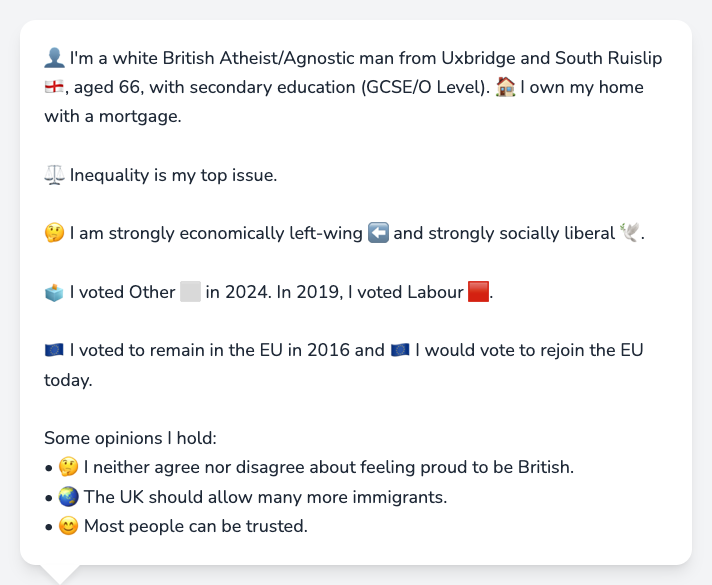 👤 I'm a white British Atheist/Agnostic man from Uxbridge and South Ruislip
🏴󠁧󠁢󠁥󠁮󠁧󠁿, aged 66, with secondary education (GCSE/O Level). 🏠 I own my home
with a mortgage.
⚖️ Inequality is my top issue.
🤔 I am strongly economically left-wing ⬅️ and strongly socially liberal 🕊️.
🗳️ I voted Other ⬜ in 2024. In 2019, I voted Labour 🟥.
🇪🇺 I voted to remain in the EU in 2016 and 🇪🇺 I would vote to rejoin the EU
today.
Some opinions I hold:
• 🤔 I neither agree nor disagree about feeling proud to be British.
• 🌏 The UK should allow many more immigrants.
• 😊 Most people can be trusted.